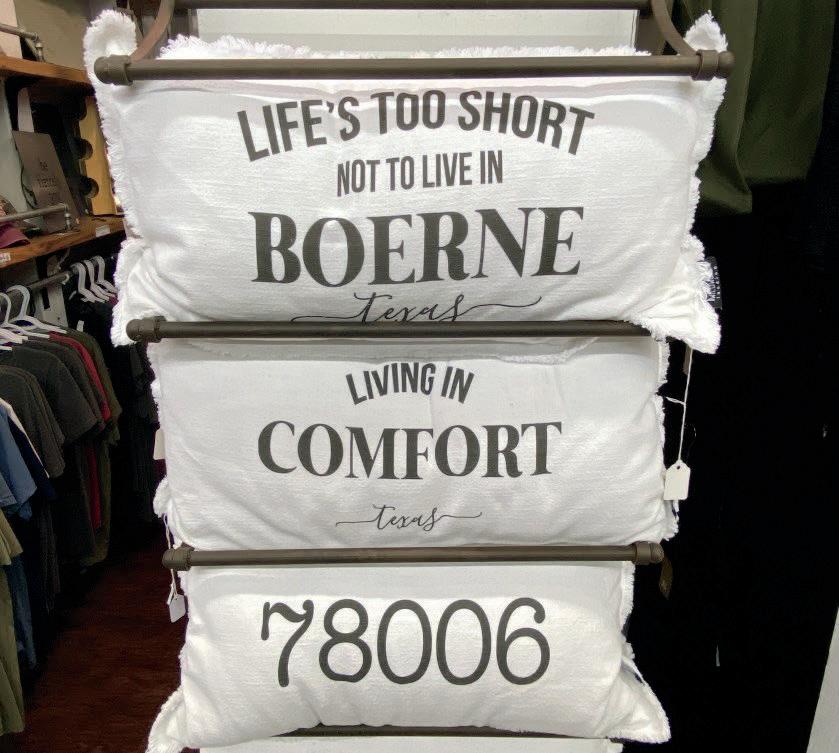 LIFE'S TOO SHORT
NOT TO LIVE IN
BOERNE
texas
LIVING IN
COMFORT
texas
78006